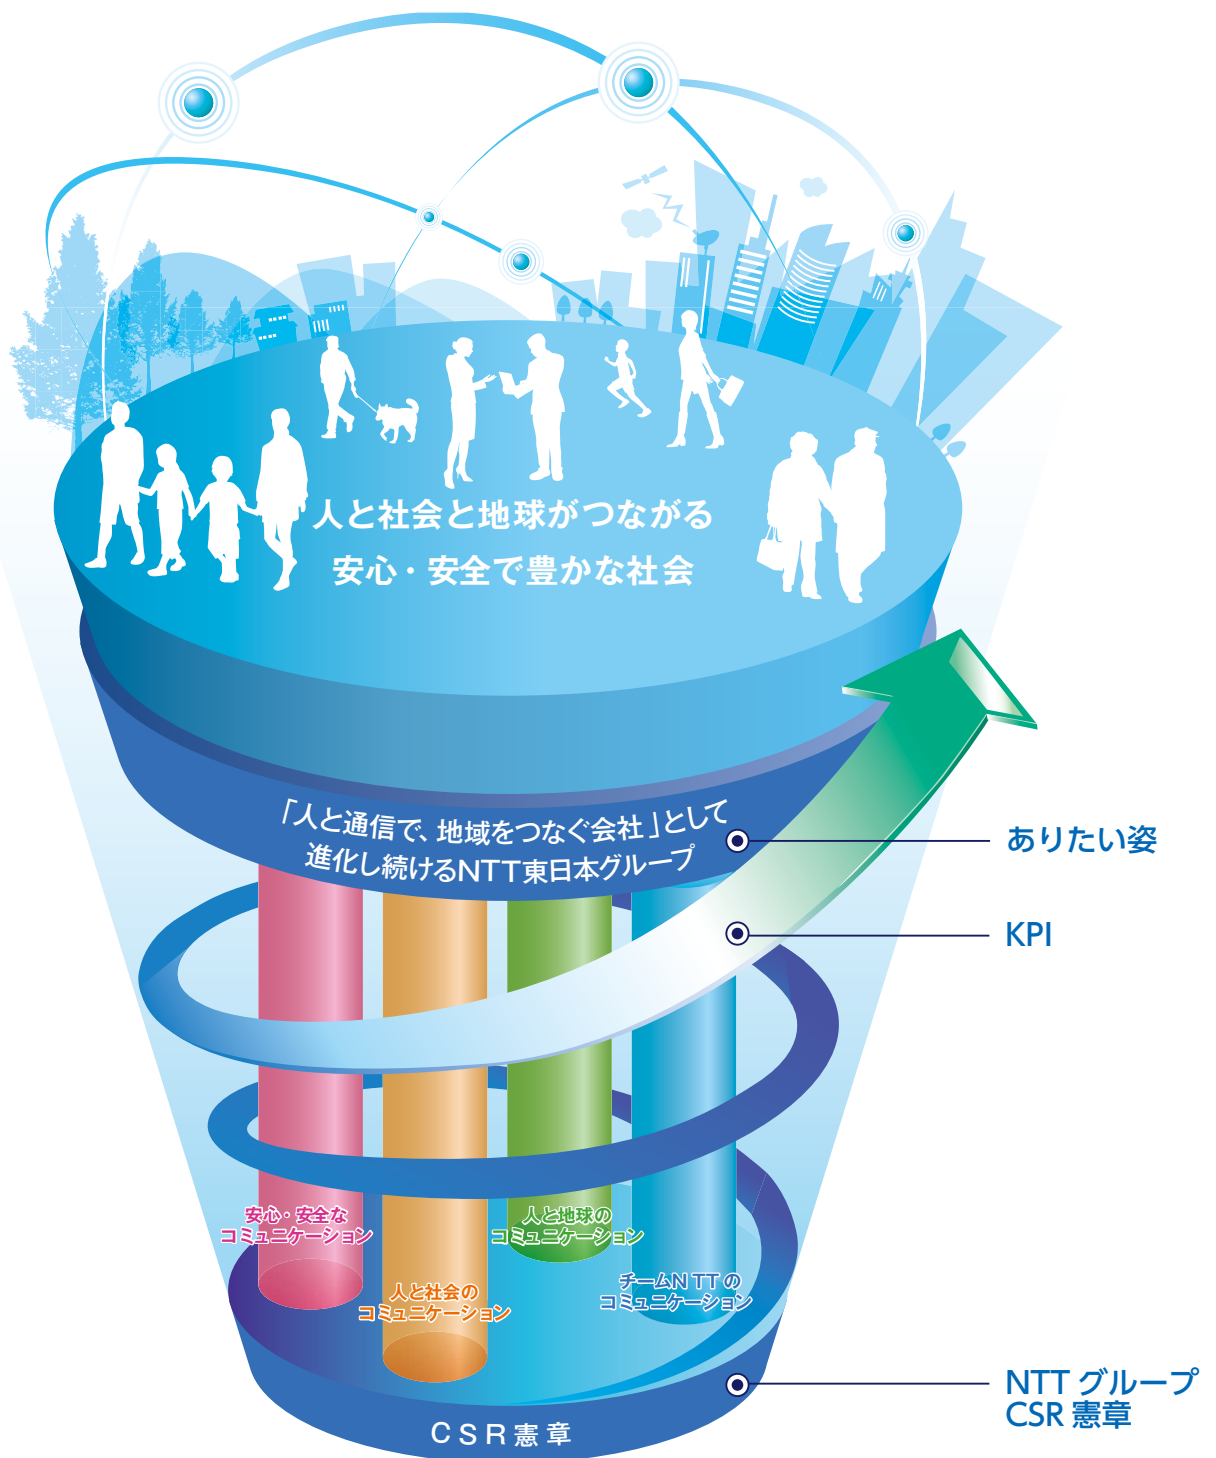 人と社会と地球がつながる
安心・安全で豊かな社会
「人と通信で、地域をつなぐ会社」として
進化し続けるNTT東日本グループ
ありたい姿
KPI
安心・安全な
コミュニケーション
人と地球の
コミュニケーション
人と社会の
コミュニケーション
チームNTTの
コミュニケーション
NTTグループ
CSR憲章
CSR憲章